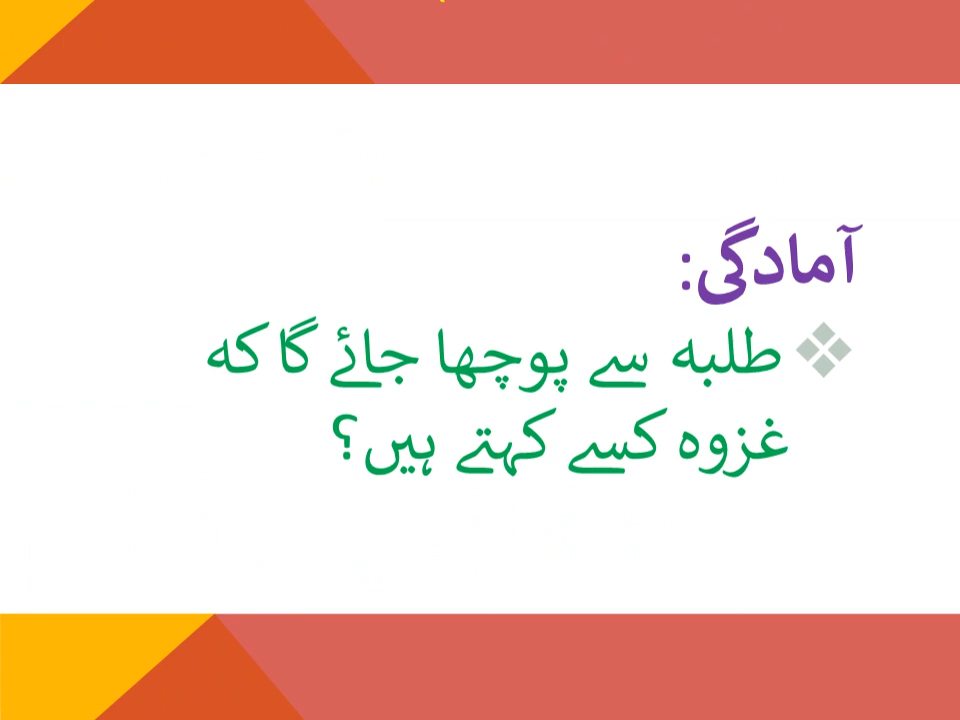 آمادگی:
طلبہ سے پوچھا جائے گا کہ
غزوہ کسے کہتے ہیں؟